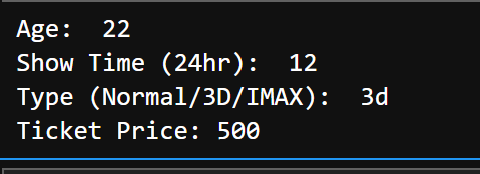 Age:  22
Show Time (24hr):  12
Type (Normal/3D/IMAX):  3d
Ticket Price: 500